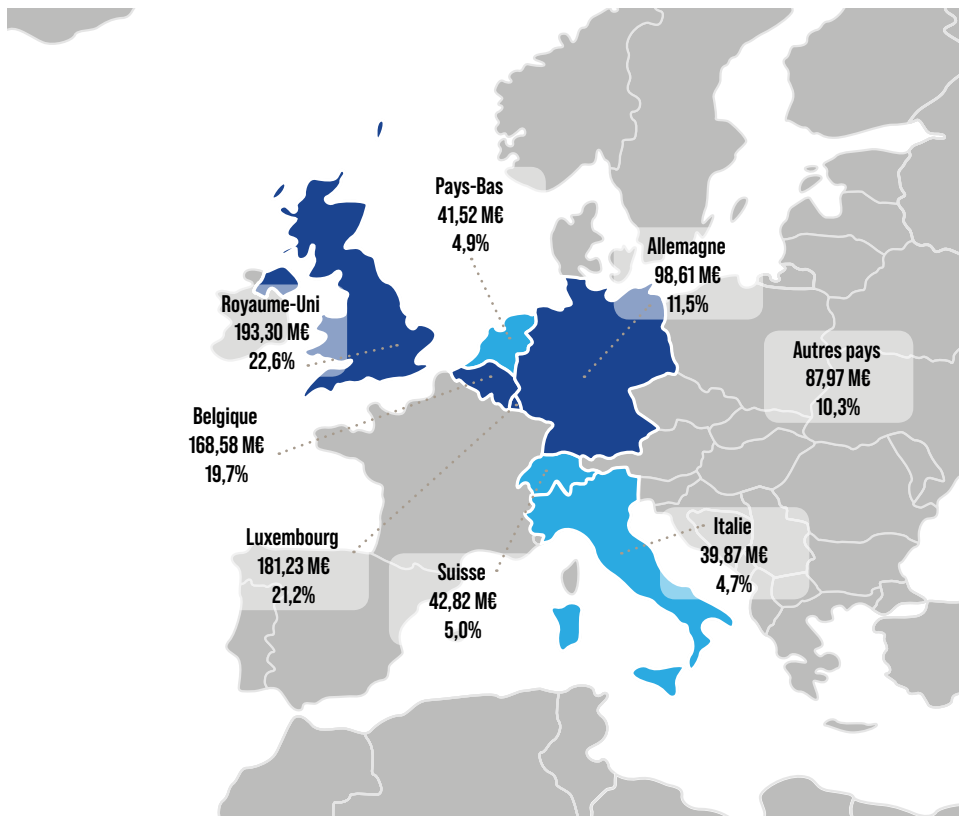 Pays-Bas
41,52 M€
4,9%
Allemagne
98,61 M€
11,5%
Royaume-Uni
193,30 M€
22,6%
Autres pays
87,97 M€
10,3%
Belgique
168,58 M€
19,7%
Luxembourg
181,23 M€
21,2%
Suisse
42,82 M€
5,0%
Italie
39,87 M€
4,7%